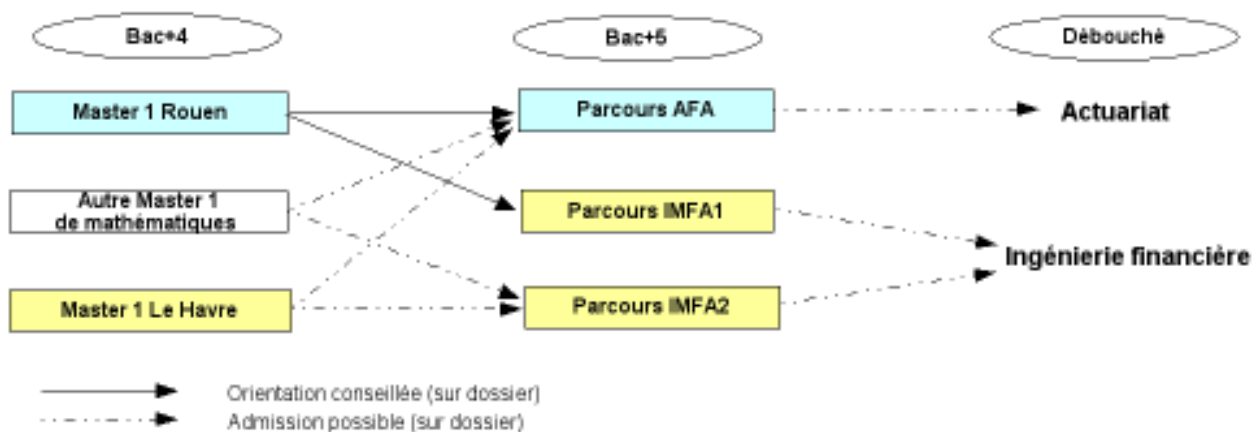 Bac+4
Bac+5
Dèbouchè
Master 1 Rouen
Parcours AFA
Actuariat
Autre Master 1
de mathématiques
Parcours IMFA1
Ingénierie financière
Master 1 Le Havre
Parcours IMFA2
Orientation conseillée (sur dossier)
Admission possible (sur dossier)